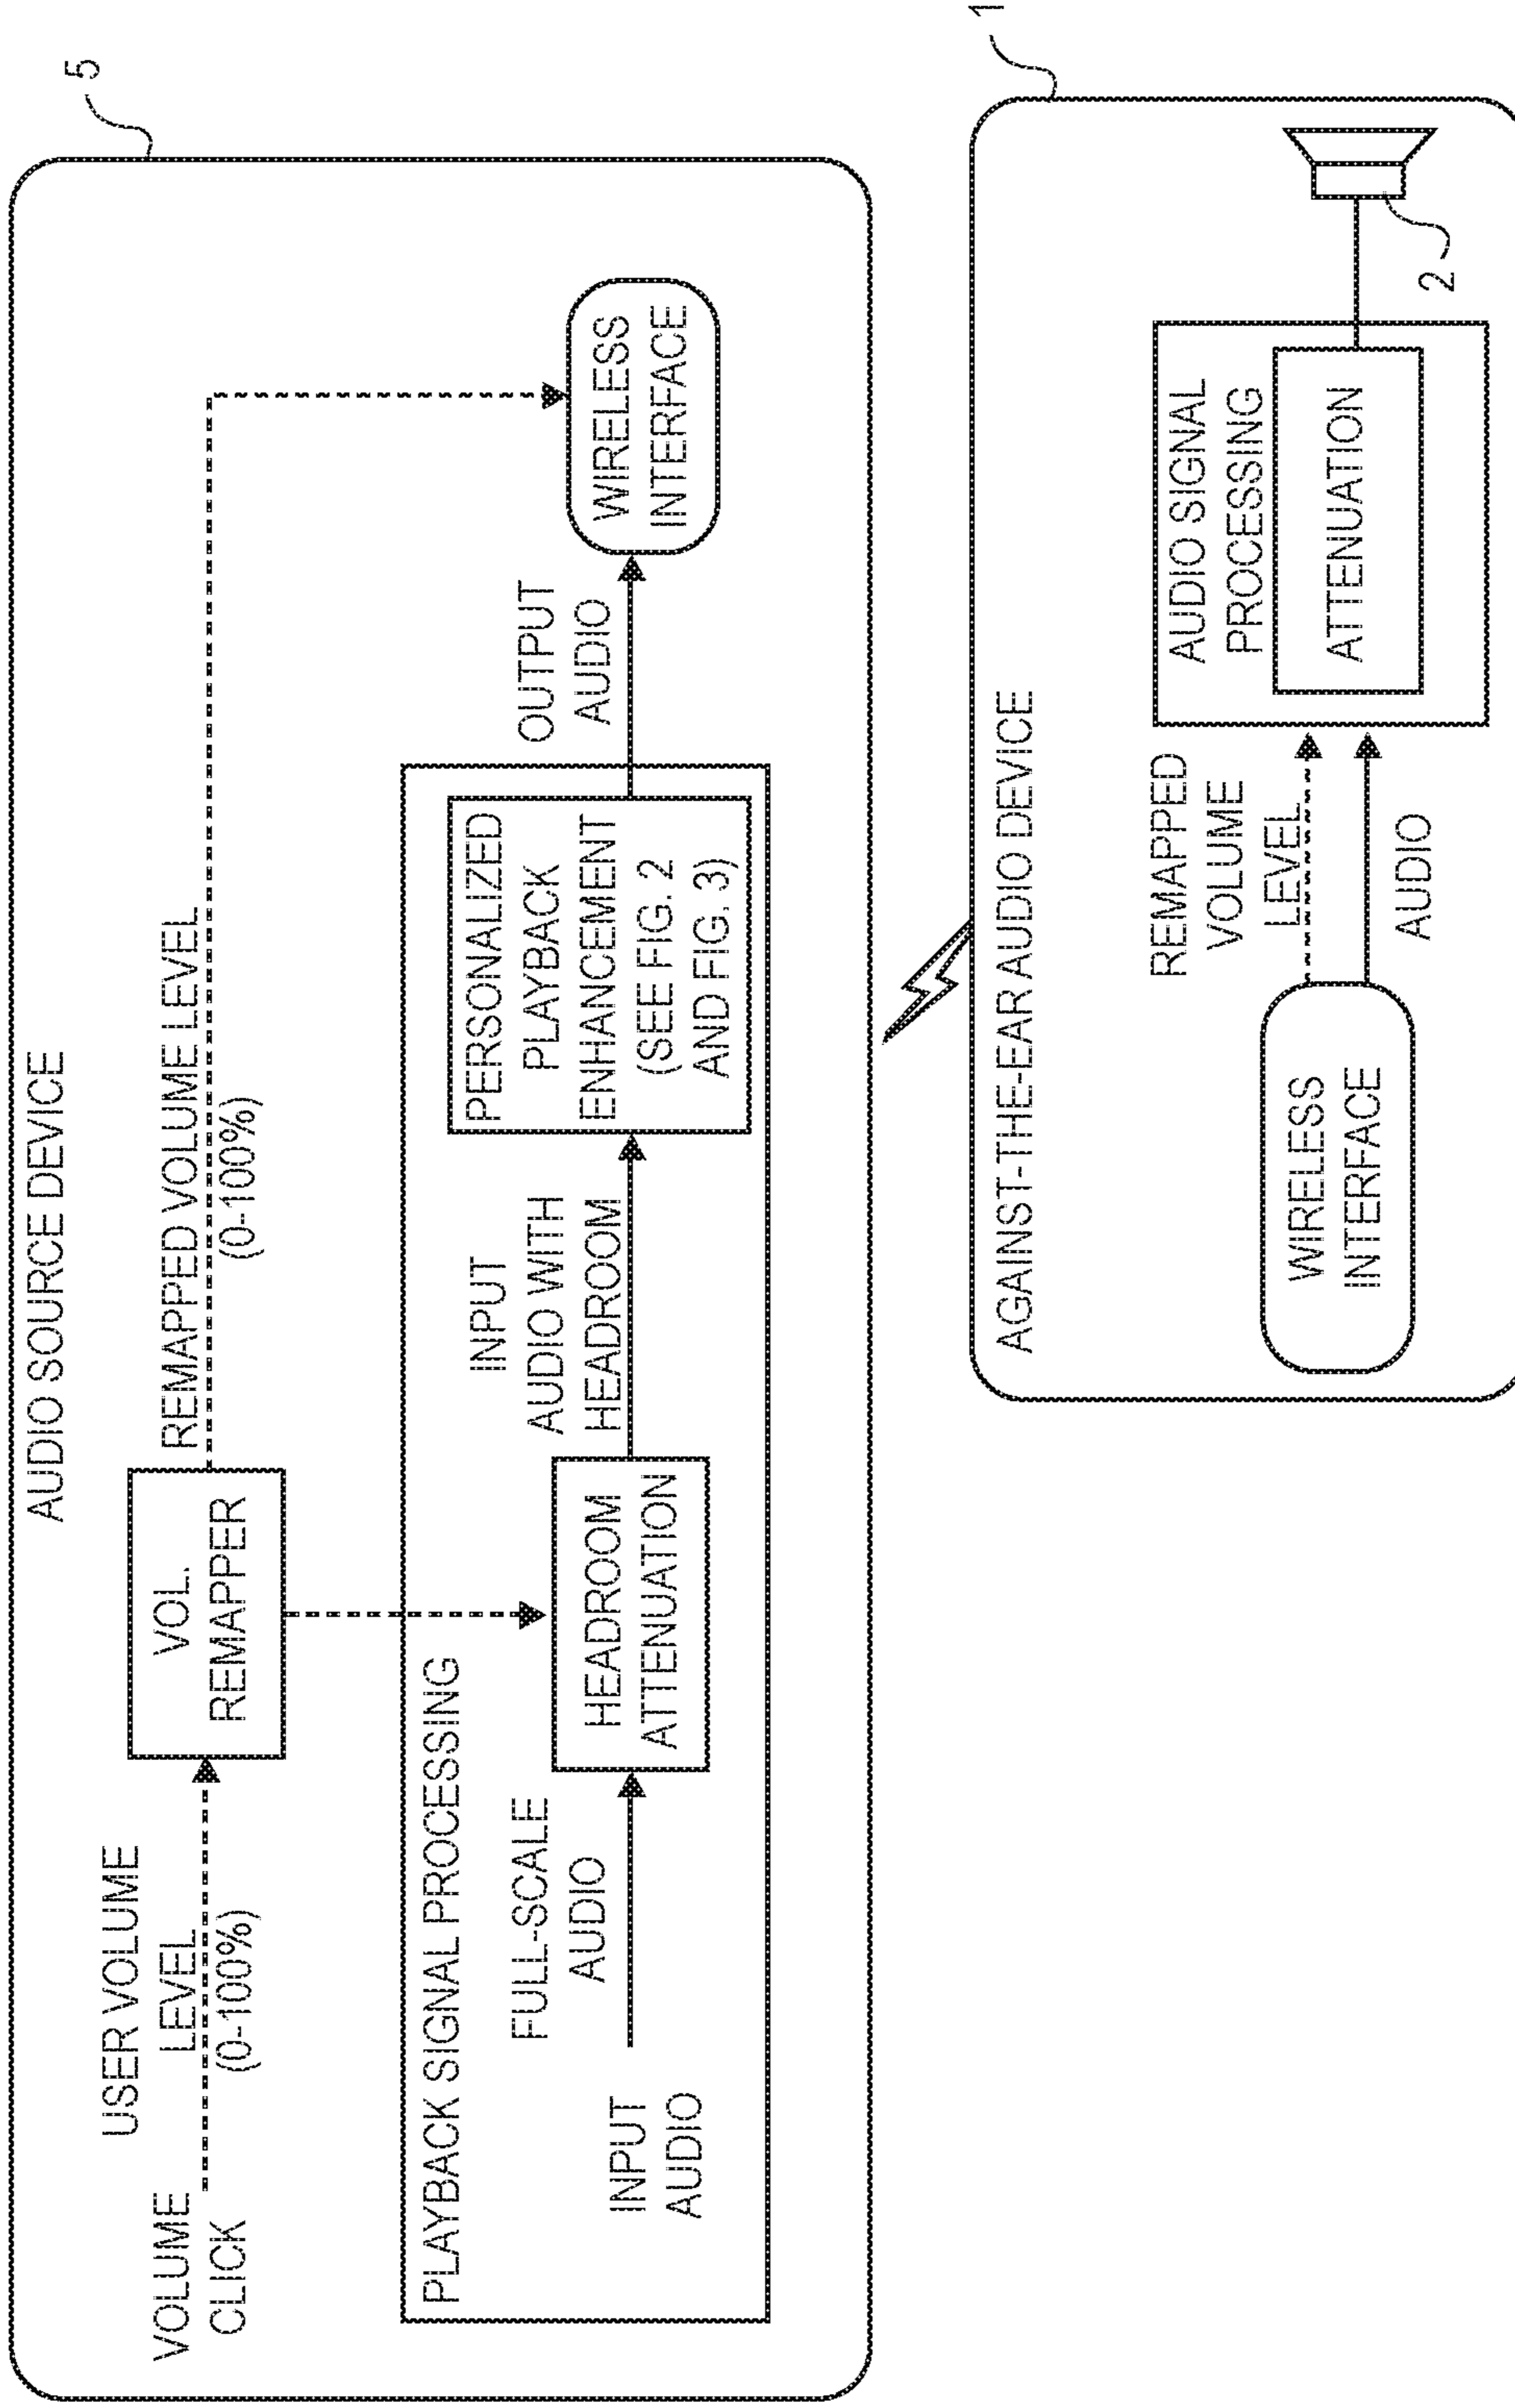 AUDIO SOURCE DEVICE
5
VOLUME
CLICK
USER VOLUME
LEVEL
(0-100%)
VOL.
REMAPPER
REMAPPED VOLUME LEVEL
(0-100%)
PLAYBACK SIGNAL PROCESSING
INPUT
AUDIO
FULL-SCALE
AUDIO
HEADROOM
ATTENUATION
INPUT
AUDIO WITH
HEADROOM
PERSONALIZED
PLAYBACK
ENHANCEMENT
(SEE FIG. 2
AND FIG. 3)
OUTPUT
AUDIO
WIRELESS
INTERFACE
AGAINST-THE-EAR AUDIO DEVICE
1
WIRELESS
INTERFACE
REMAPPED
VOLUME
LEVEL
AUDIO
AUDIO SIGNAL
PROCESSING
ATTENUATION
2